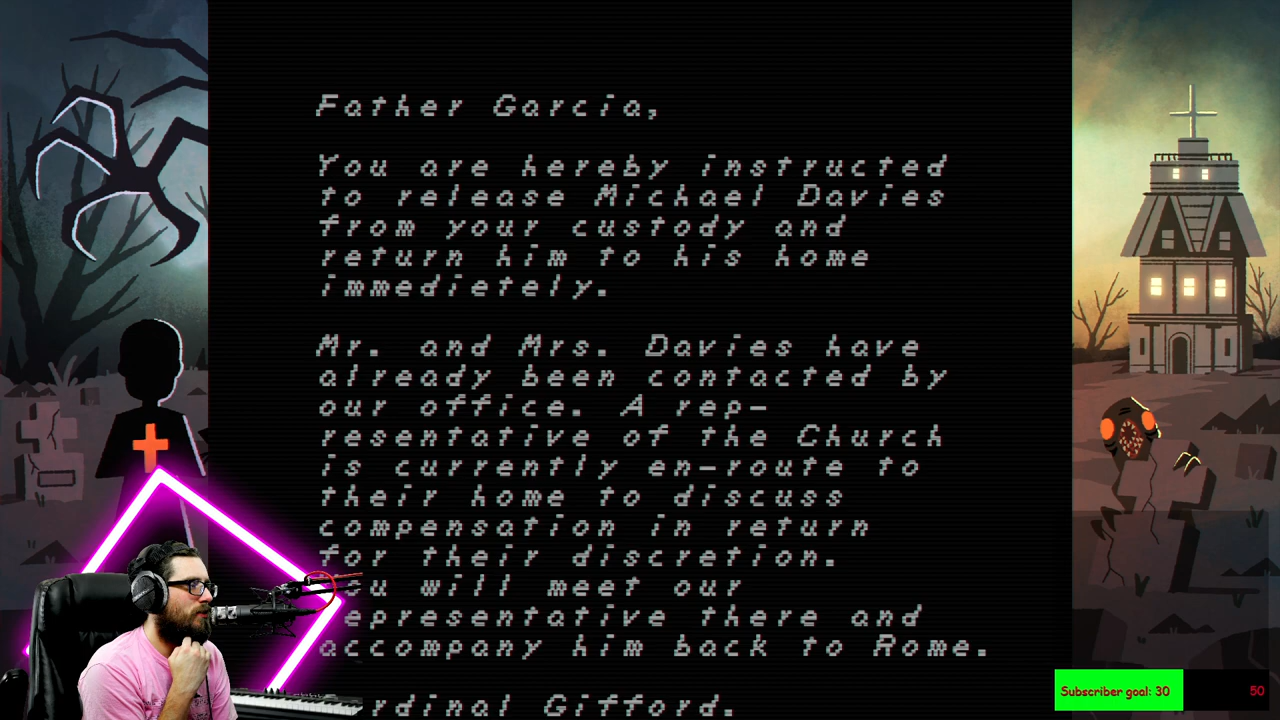 Father Garcia,
You are hereby instructed
to release Michael Davies
from your custody and
return him to his home
immedietely.
Mr. and Mrs. Davies have
already been contacted by
our office. A rep-
resentative of the Church
is currently en-route to
their home to discuss
compensation in return
for their discretion.
will meet our
epresentative there and
accompany him back to Rome.
rdinal Gifford.
Subscriber goal: 30
50